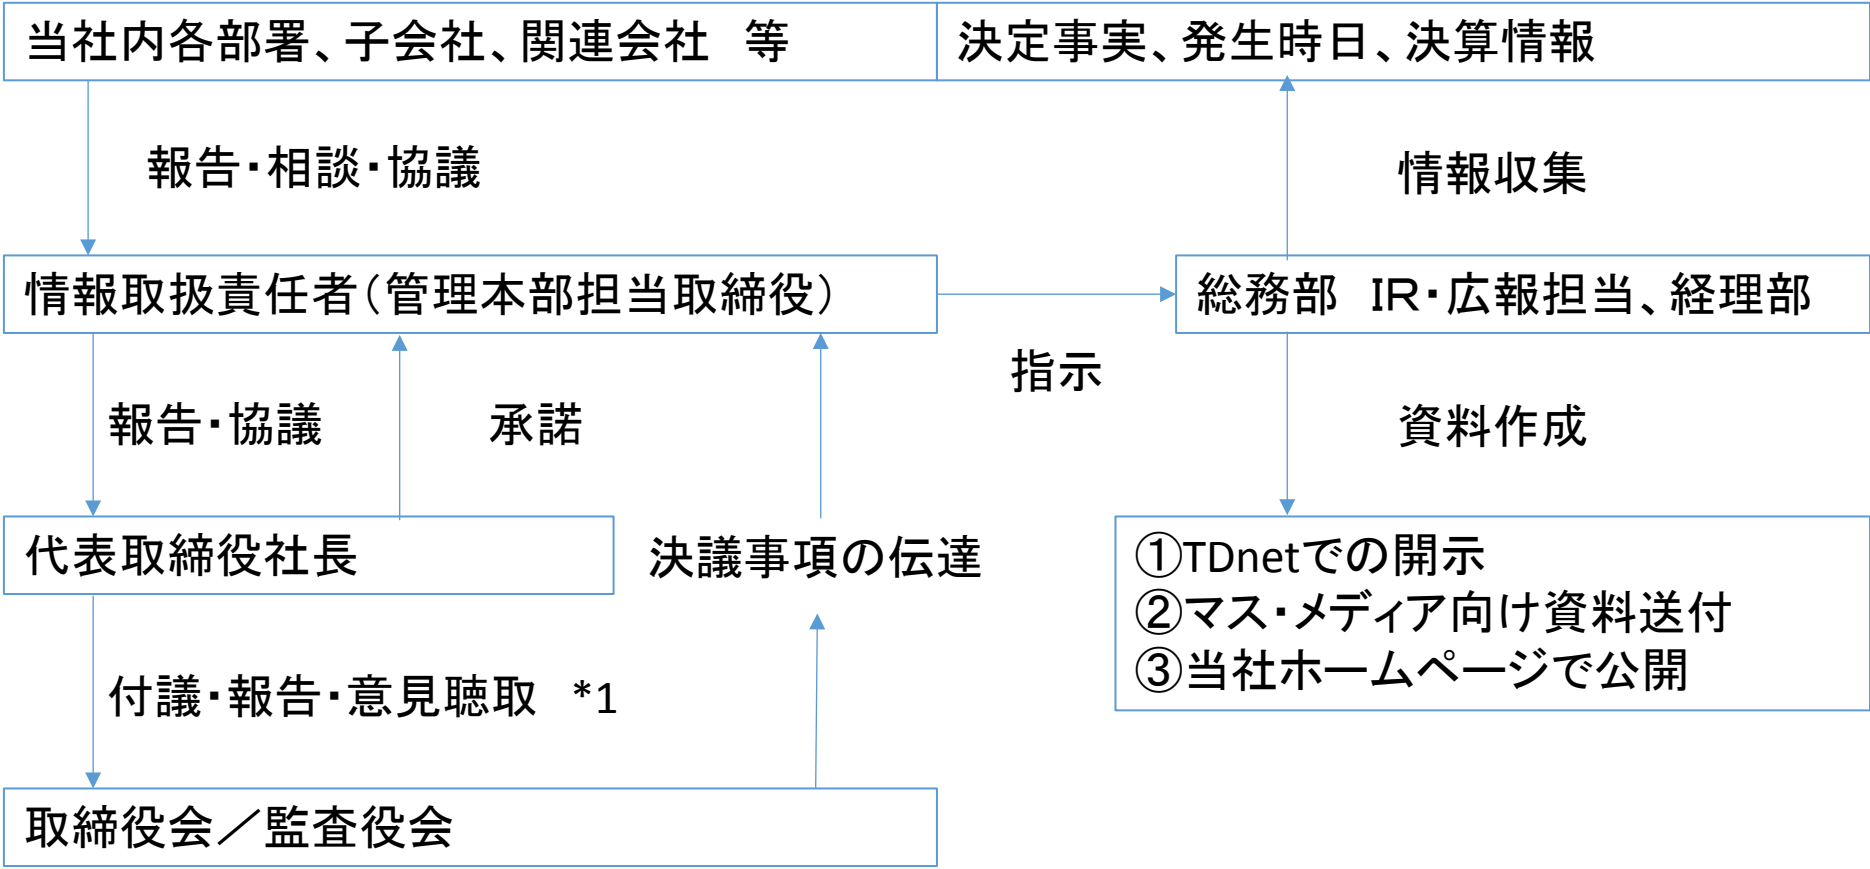 当社内各部署、子会社、関連会社　等
決定事実、発生時日、決算情報
報告・相談・協議
情報収集
情報取扱責任者（管理本部担当取締役）
総務部　IR・広報担当、経理部
指示
報告・協議
承諾
資料作成
代表取締役社長
決議事項の伝達
①TDnetでの開示
②マス・メディア向け資料送付
③当社ホームページで公開
付議・報告・意見聴取　*1
取締役会／監査役会